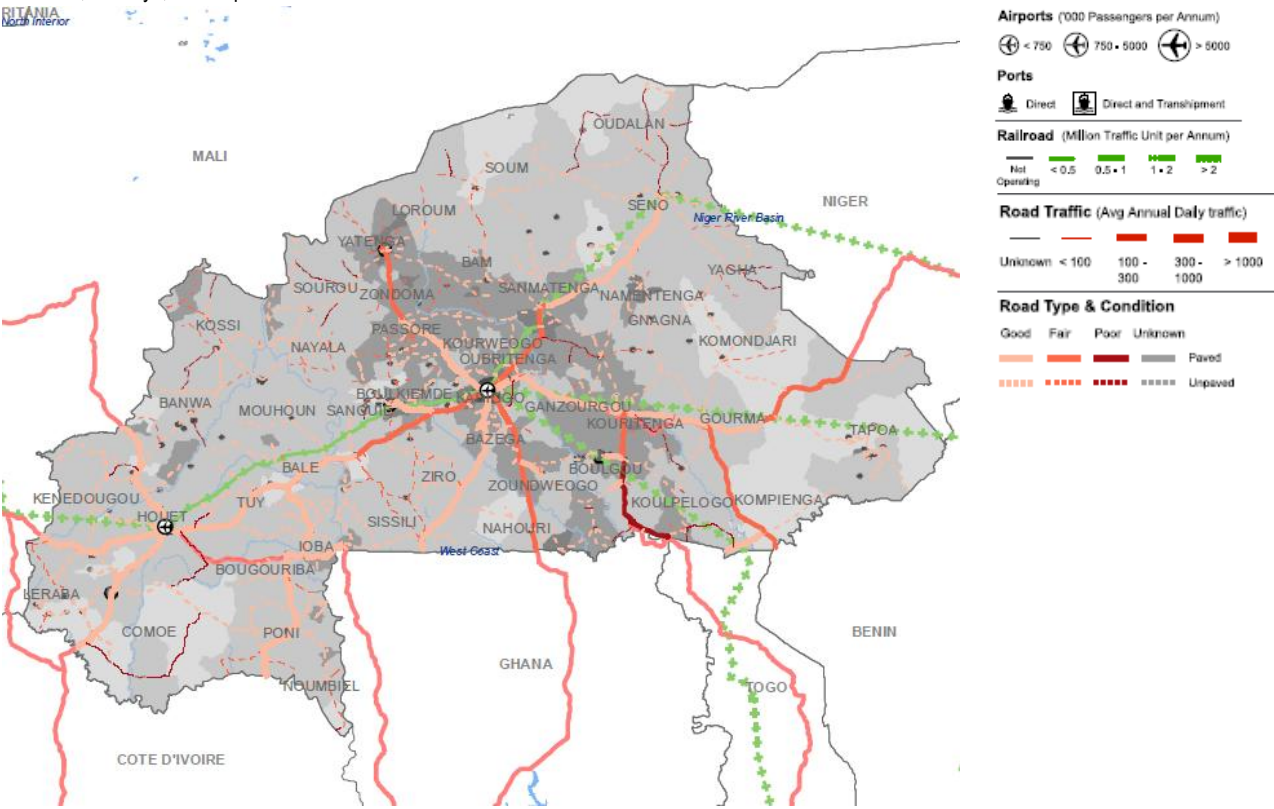 RITANIA
North Interior
MALI
OUDALAN
SOUM
NIGER
SENO
LOROUM
Niger River Basin
YATENGA
BAM
YAGHA
SOUROU
ZONDOMA
SANMATENGA
NAMENTENGA
KOSSI
PASSORE
GNAGNA
NAYALA
KOURWEOGO
KOMONDJARI
OUBRITENGA
BANWA
MOUHOUN
SANGUIE
BOULKIEMDE
KADIOGO
GANZOURGOU
KOURITENGA
GOURMA
TAPOA
BAZEGA
BALE
BOULGOU
ZIRO
ZOUNDWEOGO
KENEDOUGOU
TUY
KOULPELOGO
KOMPIENGA
HOUET
SISSILI
NAHOURI
IOBA
West Coast
BOUGOURIBA
LERABA
COMOE
PONI
BENIN
GHANA
NOUMBIEL
TOGO
COTE D'IVOIRE
Airports ('000 Passengers per Annum)
< 750 750 - 5000 > 5000
Ports
Direct Direct and Transhipment
Railroad (Million Traffic Unit per Annum)
Not Operating < 0.5 0.5 - 1 1 - 2 > 2
Road Traffic (Avg Annual Daily traffic)
Unknown < 100 100 - 300 300 - 1000 > 1000
Road Type & Condition
Good Fair Poor Unknown
Paved
Unpaved